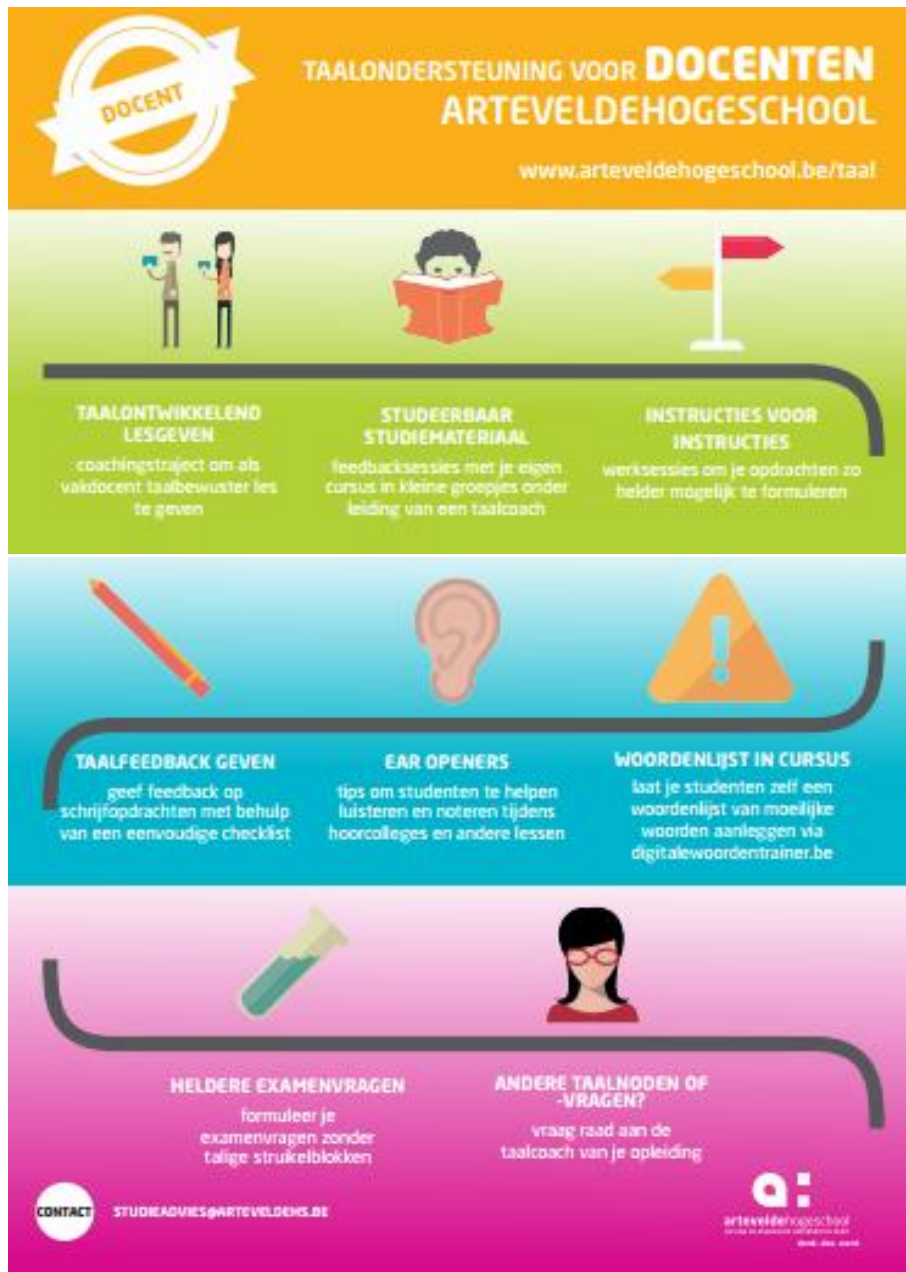 DOCENT
TAALONDERSTEUNING VOOR DOCENTEN
ARTEVELDEHOGESCHOOL
www.arteveldehogeschool.be/taal
TAALONTWIKKELEND
LESGEVEN
coachingstraject om als
vakdocent taalbewuster les
te geven
STUDEERBAAR
STUDIEMATERIAAL
feedbacksessies met je eigen
cursus in kleine groepjes onder
leiding van een taalcoach
INSTRUCTIES VOOR
INSTRUCTIES
werksessies om je opdrachten zo
helder mogelijk te formuleren
TAALFEEDBACK GEVEN
geef feedback op
schrijfopdrachten met behulp
van een eenvoudige checklist
EAR OPENERS
tips om studenten te helpen
luisteren en noteren tijdens
hoorcolleges en andere lessen
WOORDENLIJST IN CURSUS
laat je studenten zelf een
woordenlijst van moeilijke
woorden aanleggen via
digitalewoordentrainer.be
HELDERE EXAMENVRAGEN
formuleer je
examenvragen zonder
talige struikelblokken
ANDERE TAALNODEN OF
-VRAGEN?
vraag raad aan de
taalcoach van je opleiding
CONTACT
STUDIEADVIES@ARTEVELDEHS.BE
a:
arteveldehogeschool